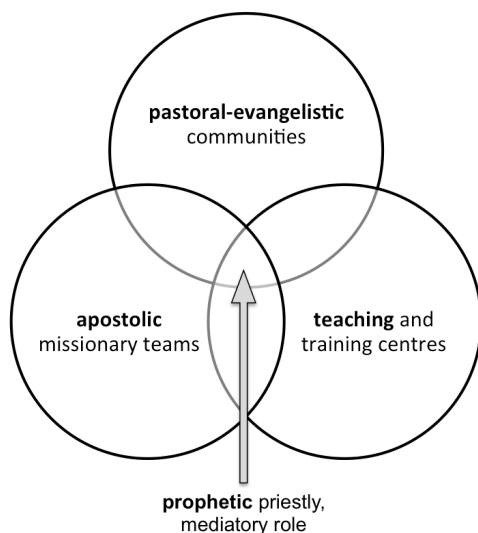 pastoral-evangelistic
communities
apostolic
missionary teams
teaching and
training centres
prophetic priestly,
mediatory role